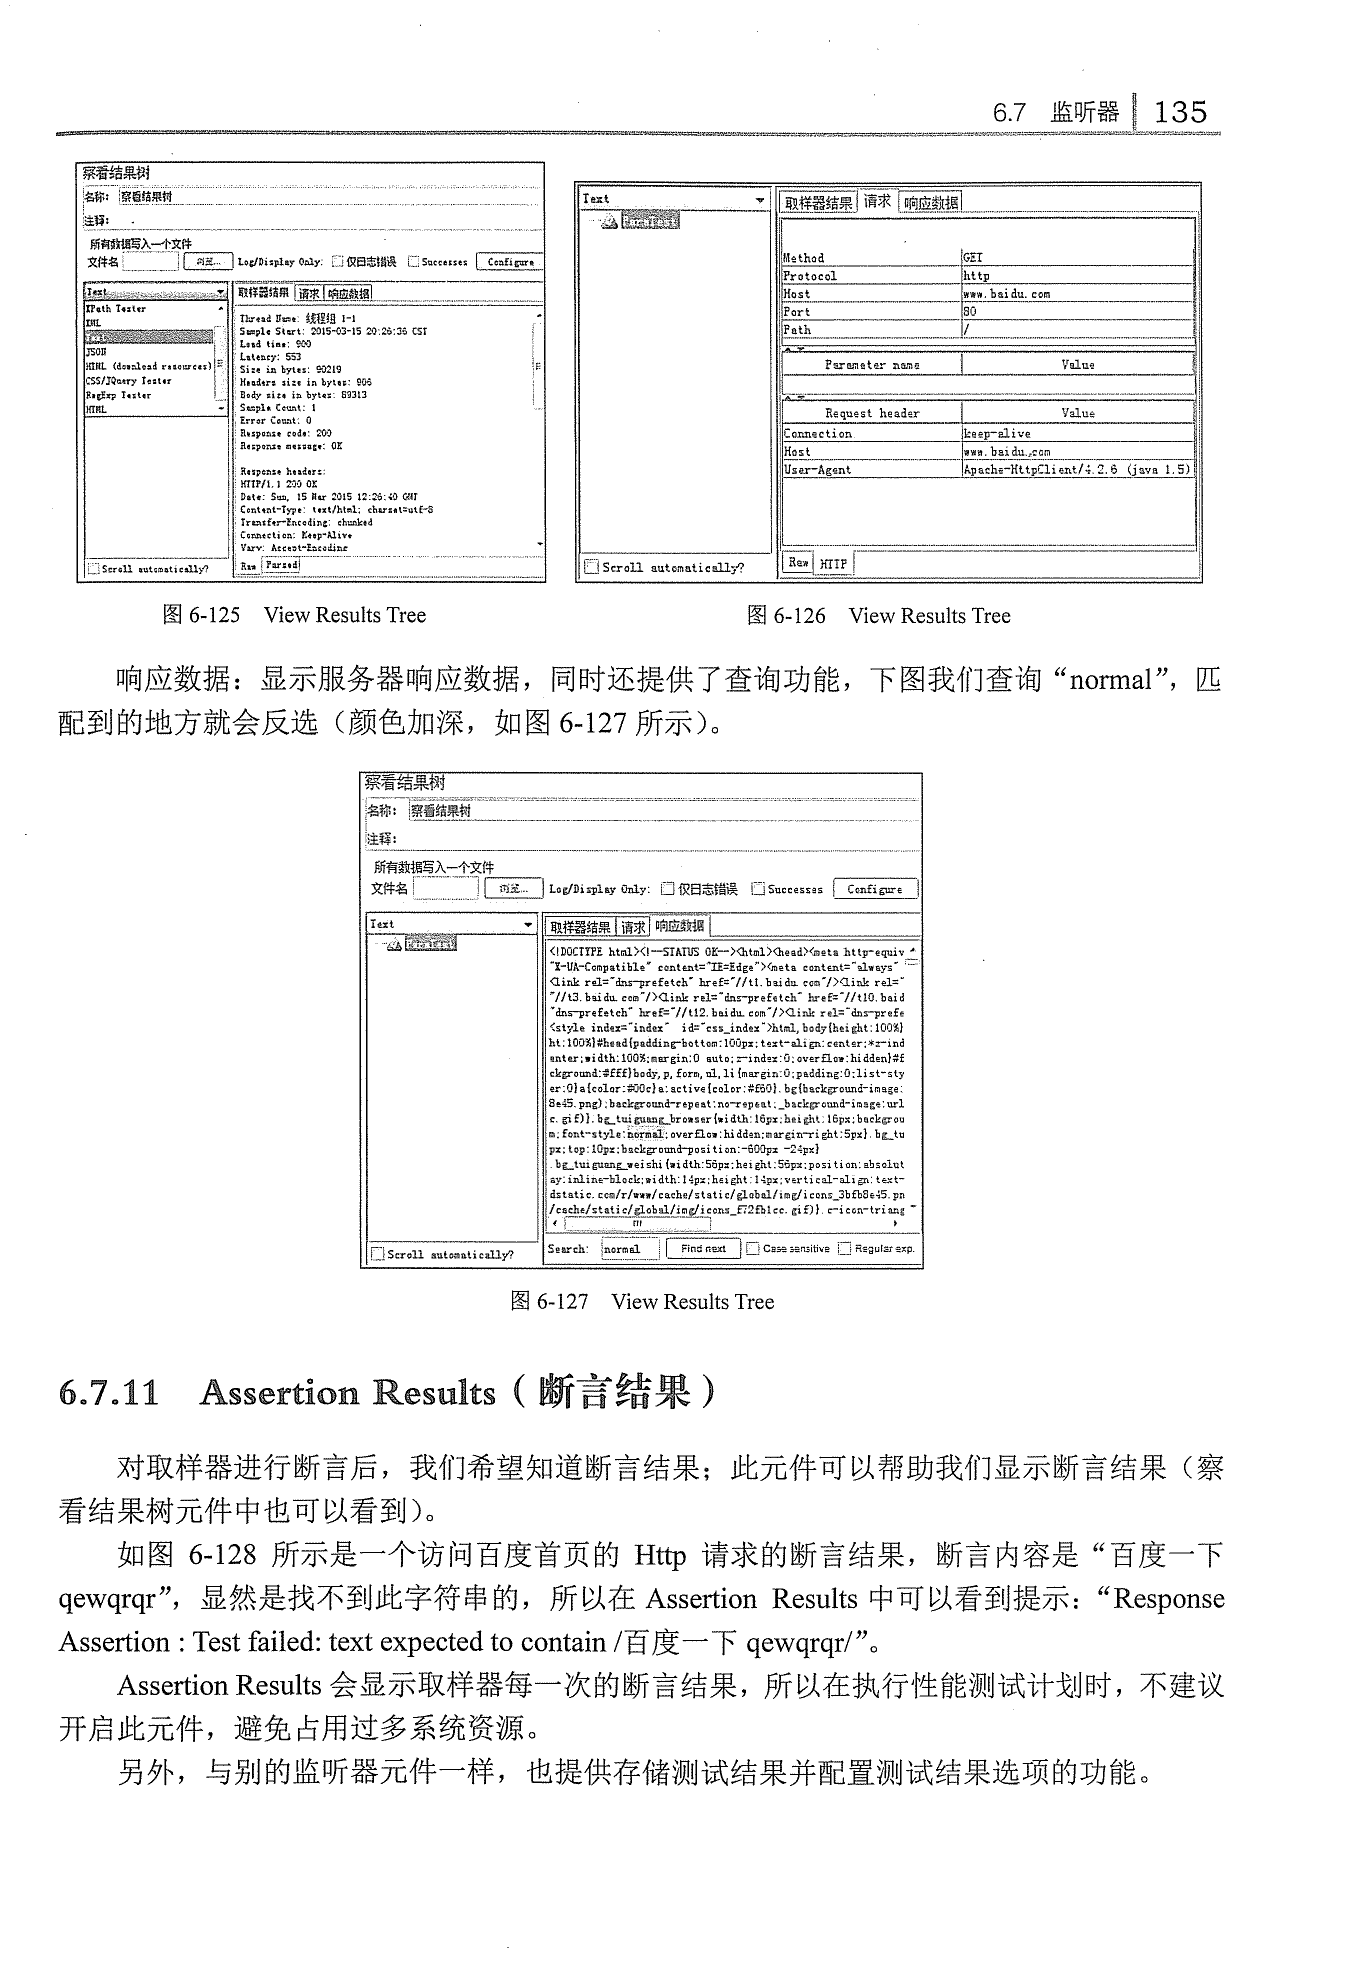 6.7 监听器 135
察看结果树
名称: 察看结果树
注释:
所有数据写入一个文件
文件名 浏览... Log/Display Only: 仅日志错误 Successes Configure
Text
XPath Tester
XML
Text
JSON
HTML (download resources)
CSS/JQuery Tester
RegExp Tester
HTML
Scroll automatically?
取样器结果 请求 响应数据
Thread Name: 线程组 1-1
Sample Start: 2015-03-15 20:26:36 CST
Load time: 900
Latency: 553
Size in bytes: 90219
Headers size in bytes: 906
Body size in bytes: 89313
Sample Count: 1
Error Count: 0
Response code: 200
Response message: OK
Response headers:
HTTP/1.1 200 OK
Date: Sun, 15 Mar 2015 12:26:40 GMT
Content-Type: text/html; charset=utf-8
Transfer-Encoding: chunked
Connection: Keep-Alive
Vary: Accept-Encoding
Raw Parsed
图 6-125 View Results Tree
Text
Scroll automatically?
取样器结果 请求 响应数据
Method GET
Protocol http
Host www.baidu.com
Port 80
Path /
Parameter name Value
Request header Value
Connection keep-alive
Host www.baidu.com
User-Agent Apache-HttpClient/4.2.6 (java 1.5)
Raw HTTP
图 6-126 View Results Tree
响应数据：显示服务器响应数据，同时还提供了查询功能，下图我们查询“normal”，匹
配到的地方就会反选（颜色加深，如图 6-127 所示）。
察看结果树
名称: 察看结果树
注释:
所有数据写入一个文件
文件名 浏览... Log/Display Only: 仅日志错误 Successes Configure
Text
Scroll automatically?
取样器结果 请求 响应数据
<!DOCTYPE html><!--STATUS OK--><html><head><meta http-equiv
"X-UA-Compatible" content="IE=Edge"><meta content="always"
<link rel="dns-prefetch" href="//t1.baidu.com"/><link rel="
"//t3.baidu.com"/><link rel="dns-prefetch" href="//t10.baid
"dns-prefetch" href="//t12.baidu.com"/><link rel="dns-prefe
<style index="index" id="css_index">html,body{height:100%}
ht:100%}#head{padding-bottom:100px;text-align:center;*z-ind
enter;width:100%;margin:0 auto;z-index:0;overflow:hidden}#f
ckground:#fff}body,p,form,ul,li{margin:0;padding:0;list-sty
er:0}a{color:#00c}a:active{color:#f60}.bg{background-image:
8e45.png);background-repeat:no-repeat;_background-image:url
c.gif)}.bg_tuiguang_browser{width:16px;height:16px;backgrou
m;font-style:normal;overflow:hidden;margin-right:5px}.bg_tu
px;top:10px;background-position:-600px -24px}
.bg_tuiguang_weishi{width:56px;height:56px;position:absolut
ay:inline-block;width:14px;height:14px;vertical-align:text-
dstatic.com/r/www/cache/static/global/img/icons_3bfb8e45.pn
/cache/static/global/img/icons_f72fb1cc.gif)}.c-icon-triang
Search: normal Find next Case sensitive Regular exp.
图 6-127 View Results Tree
6.7.11 Assertion Results（断言结果）
对取样器进行断言后，我们希望知道断言结果；此元件可以帮助我们显示断言结果（察
看结果树元件中也可以看到）。
如图 6-128 所示是一个访问百度首页的 Http 请求的断言结果，断言内容是“百度一下
qewqrqr”，显然是找不到此字符串的，所以在 Assertion Results 中可以看到提示：“Response
Assertion : Test failed: text expected to contain /百度一下 qewqrqr/”。
Assertion Results 会显示取样器每一次的断言结果，所以在执行性能测试计划时，不建议
开启此元件，避免占用过多系统资源。
另外，与别的监听器元件一样，也提供存储测试结果并配置测试结果选项的功能。